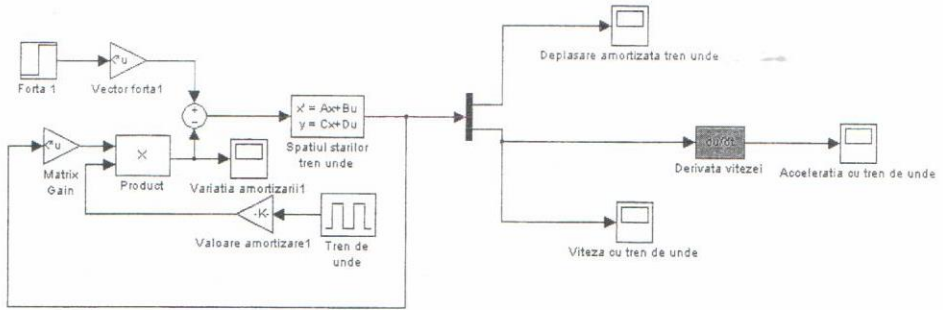 Deplasare amortizata tren unde
u
Forta 1
Vector forta1
+
−
x' = Ax+Bu
y = Cx+Du
Spatiul starilor
tren unde
u
Matrix
Gain
X
Product
Variatia amortizarii1
du/dt
Derivata vitezei
Acceleratia cu tren de unde
-K-
Valoare amortizare1
Tren de
unde
Viteza cu tren de unde